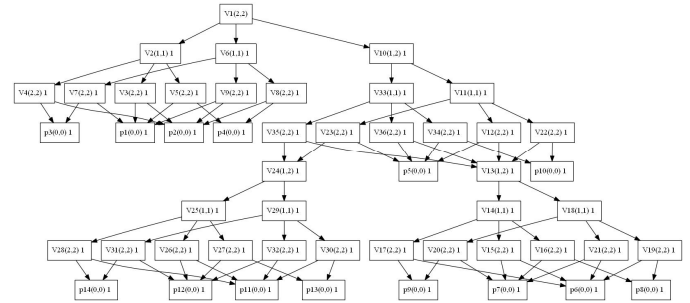 V1(2,2)
V2(1,1) 1 V6(1,1) 1 V10(1,2) 1
V4(2,2) 1 V7(2,2) 1 V3(2,2) 1 V5(2,2) 1 V9(2,2) 1 V8(2,2) 1 V33(1,1) 1 V11(1,1) 1
p3(0,0) 1 p1(0,0) 1 p2(0,0) 1 p4(0,0) 1 V35(2,2) 1 V23(2,2) 1 V36(2,2) 1 V34(2,2) 1 V12(2,2) 1 V22(2,2) 1
V24(1,2) 1 p5(0,0) 1 V13(1,2) 1 p10(0,0) 1
V25(1,1) 1 V29(1,1) 1 V14(1,1) 1 V18(1,1) 1
V28(2,2) 1 V31(2,2) 1 V26(2,2) 1 V27(2,2) 1 V32(2,2) 1 V30(2,2) 1 V17(2,2) 1 V20(2,2) 1 V15(2,2) 1 V16(2,2) 1 V21(2,2) 1 V19(2,2) 1
p14(0,0) 1 p12(0,0) 1 p11(0,0) 1 p13(0,0) 1 p9(0,0) 1 p7(0,0) 1 p6(0,0) 1 p8(0,0) 1